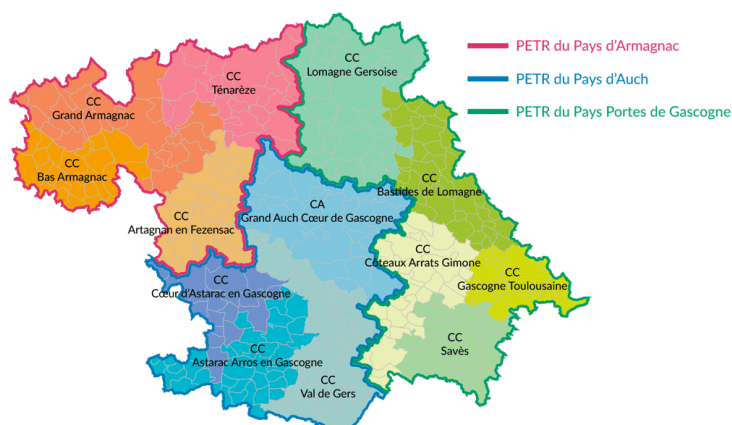 PETR du Pays d'Armagnac
PETR du Pays d'Auch
PETR du Pays Portes de Gascogne
CC
Lomagne Gersoise
CC
Ténarèze
CC
Grand Armagnac
CC
Bas Armagnac
CC
Bastides de Lomagne
CA
Grand Auch Cœur de Gascogne
CC
Artagnan en Fezensac
CC
Côteaux Arrats Gimone
CC
Gascogne Toulousaine
CC
Cœur d'Astarac en Gascogne
CC
Savès
CC
Astarac Arros en Gascogne
CC
Val de Gers